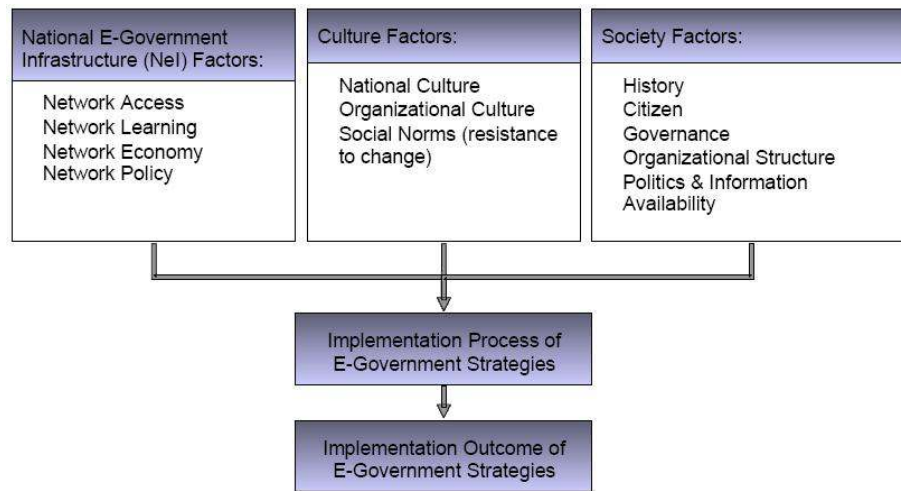 National E-Government
Infrastructure (NeI) Factors:
Network Access
Network Learning
Network Economy
Network Policy
Culture Factors:
National Culture
Organizational Culture
Social Norms (resistance
to change)
Society Factors:
History
Citizen
Governance
Organizational Structure
Politics & Information
Availability
Implementation Process of
E-Government Strategies
Implementation Outcome of
E-Government Strategies